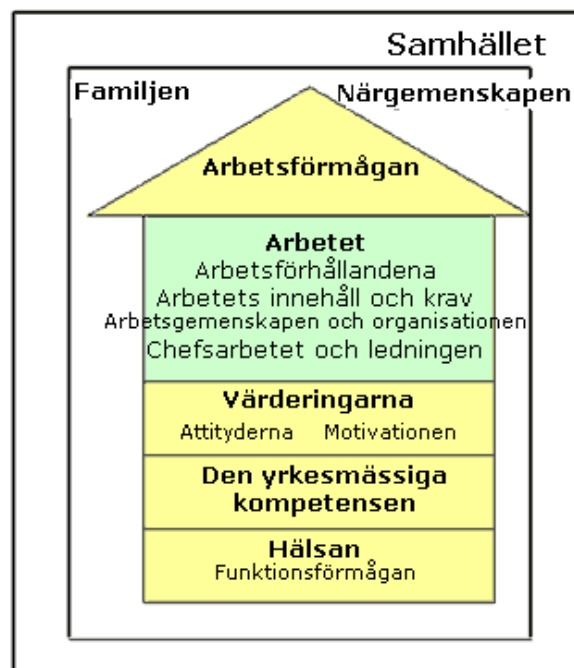 Samhället
Familjen Närgemenskapen
Arbetsförmågan
Arbetet
Arbetsförhållandena
Arbetets innehåll och krav
Arbetsgemenskapen och organisationen
Chefsarbetet och ledningen
Värderingarna
Attityderna Motivationen
Den yrkesmässiga
kompetensen
Hälsan
Funktionsförmågan